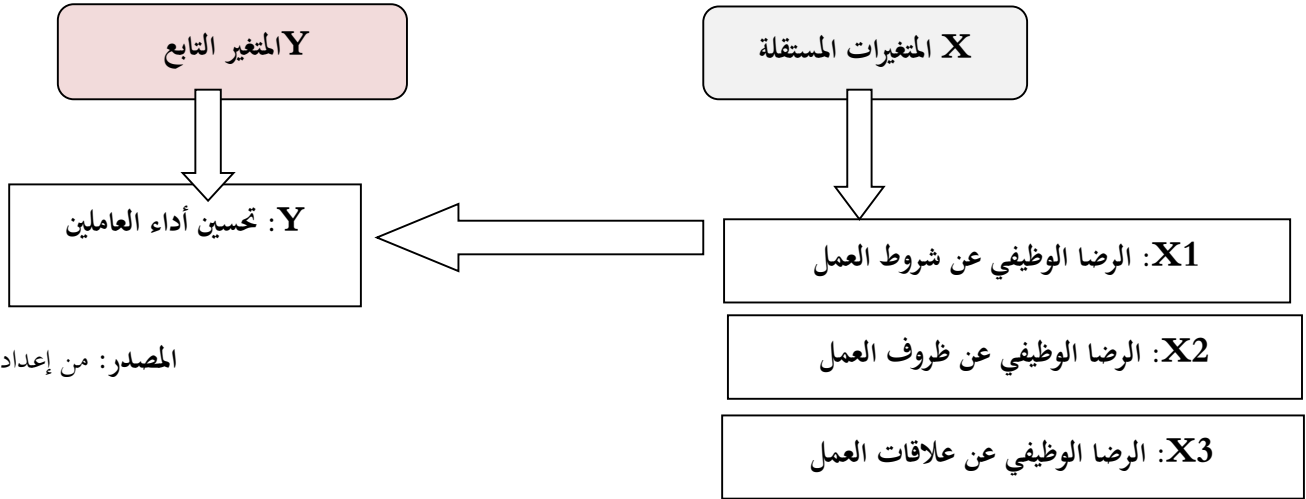 X المتغيرات المستقلة
Yالمتغير التابع
X1: الرضا الوظيفي عن شروط العمل
X2: الرضا الوظيفي عن ظروف العمل
X3: الرضا الوظيفي عن علاقات العمل
Y: تحسين أداء العاملين
المصدر: من إعداد